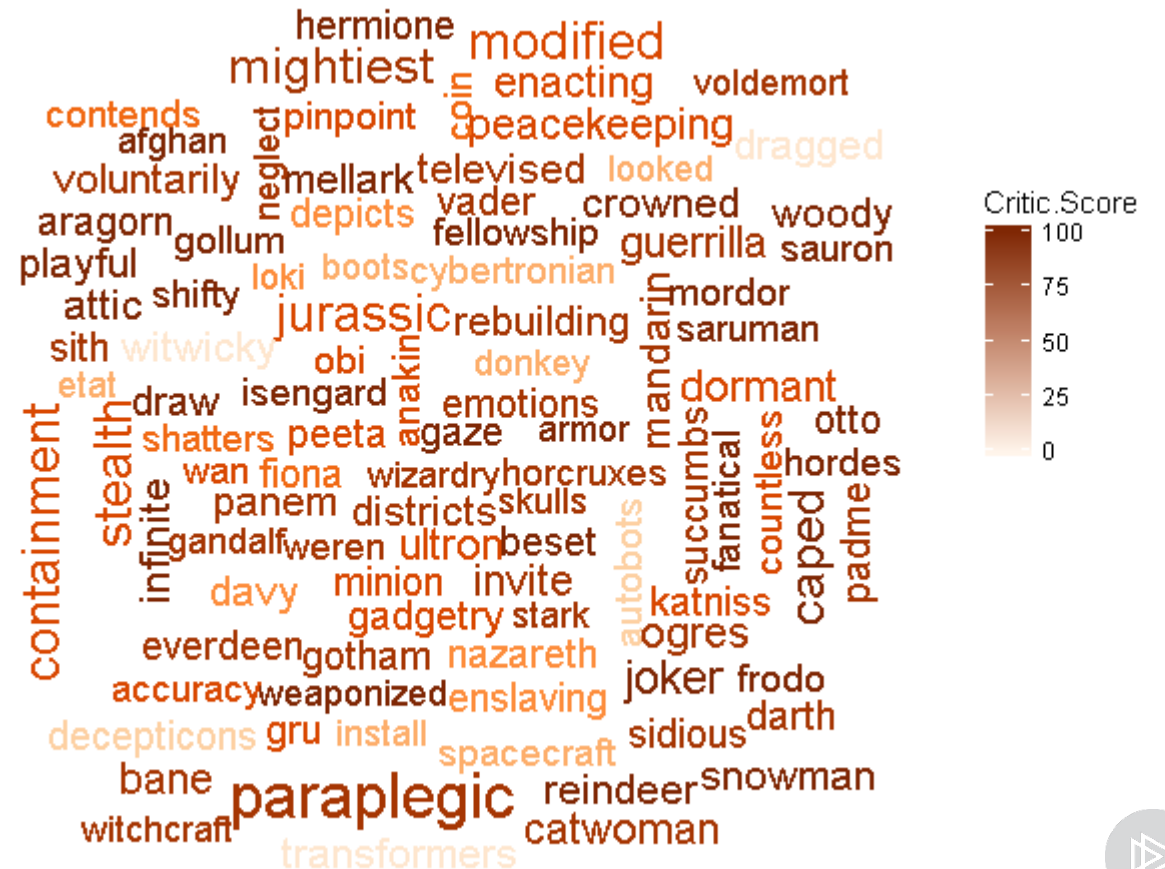 hermione
modified
mightiest
enacting
voldemort
coin
contends
neglect
pinpoint
peacekeeping
afghan
dragged
voluntarily
mellark
televised
looked
aragorn
depicts
vader
crowned
woody
gollum
fellowship
guerrilla
sauron
playful
loki
boots
cybertronian
attic
shifty
mandarin
mordor
jurassic
rebuilding
saruman
sith
witwicky
obi
anakin
donkey
etat
draw
isengard
emotions
dormant
containment
stealth
shatters
peeta
gaze
armor
succumbs
fanatical
countless
otto
wan
fiona
wizardry
horcruxes
hordes
infinite
panem
districts
skulls
autobots
caped
padme
gandalf
weren
ultron
beset
davy
minion
invite
katniss
gadgetry
stark
ogres
everdeen
gotham
nazareth
joker
frodo
accuracy
weaponized
enslaving
darth
decepticons
gru
install
sidious
spacecraft
bane
paraplegic
reindeer
snowman
witchcraft
catwoman
transformers
Critic.Score
100
75
50
25
0